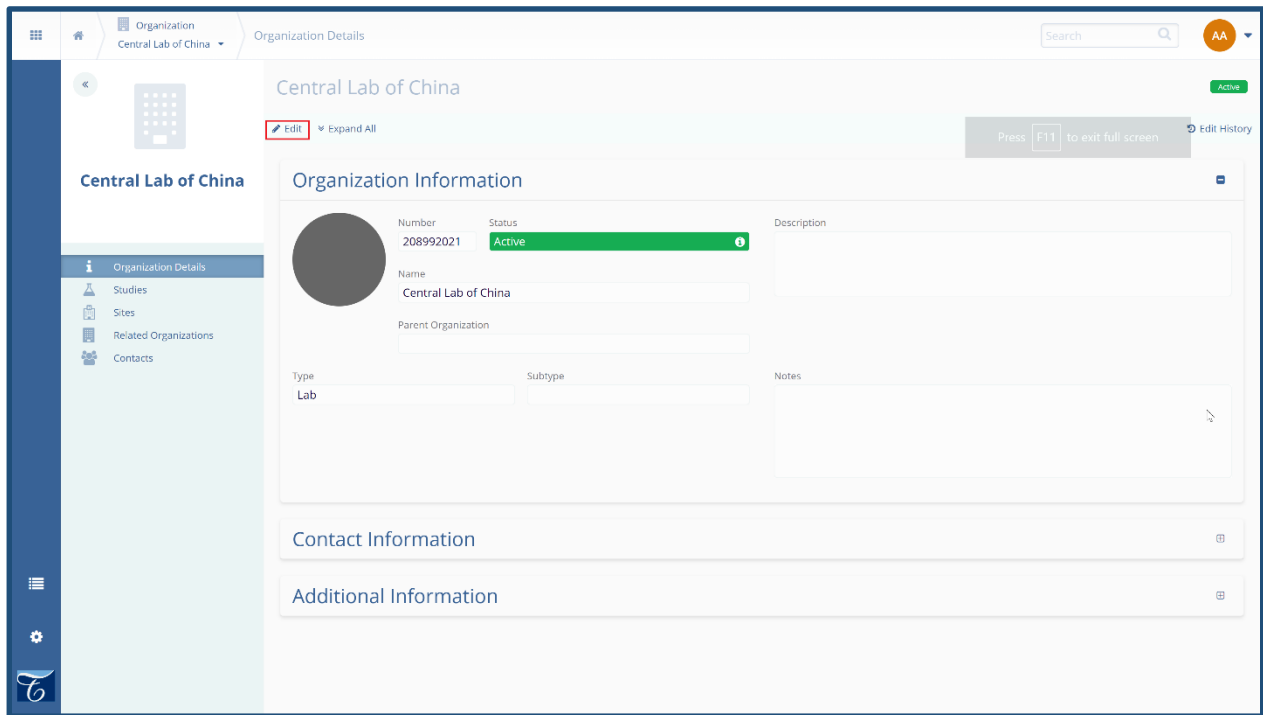 Organization
Central Lab of China
Organization Details
Search
AA
Central Lab of China
Active
Edit
Expand All
Press F11 to exit full screen
Edit History
Central Lab of China
Organization Information
Number
Status
Description
208992021
Active
Name
Central Lab of China
Parent Organization
Type
Subtype
Notes
Lab
Organization Details
Studies
Sites
Related Organizations
Contacts
Contact Information
Additional Information